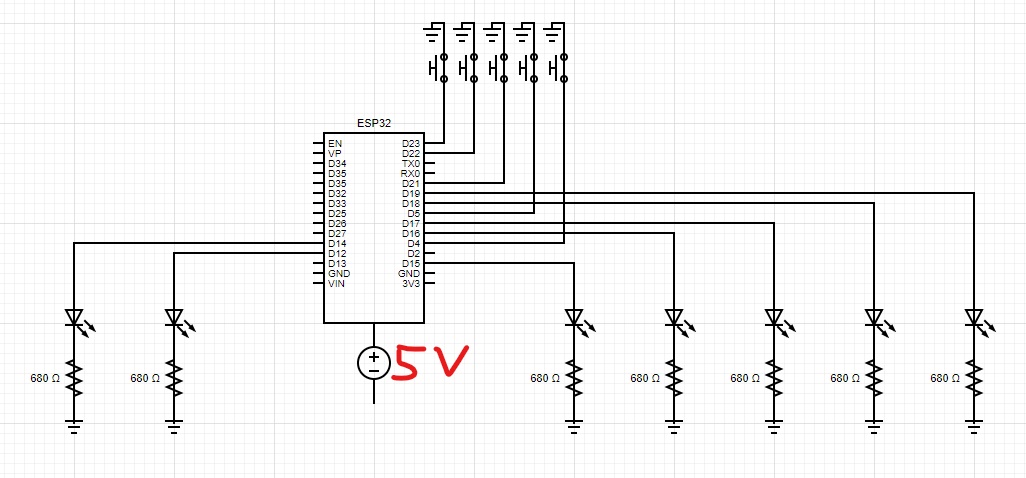 ESP32
EN D23
VP D22
D34 TX0
D35 RX0
D35 D21
D32 D19
D33 D18
D25 D5
D26 D17
D27 D16
D14 D4
D12 D2
D13 D15
GND GND
VIN 3V3
5V
680 Ω 680 Ω 680 Ω 680 Ω 680 Ω 680 Ω 680 Ω